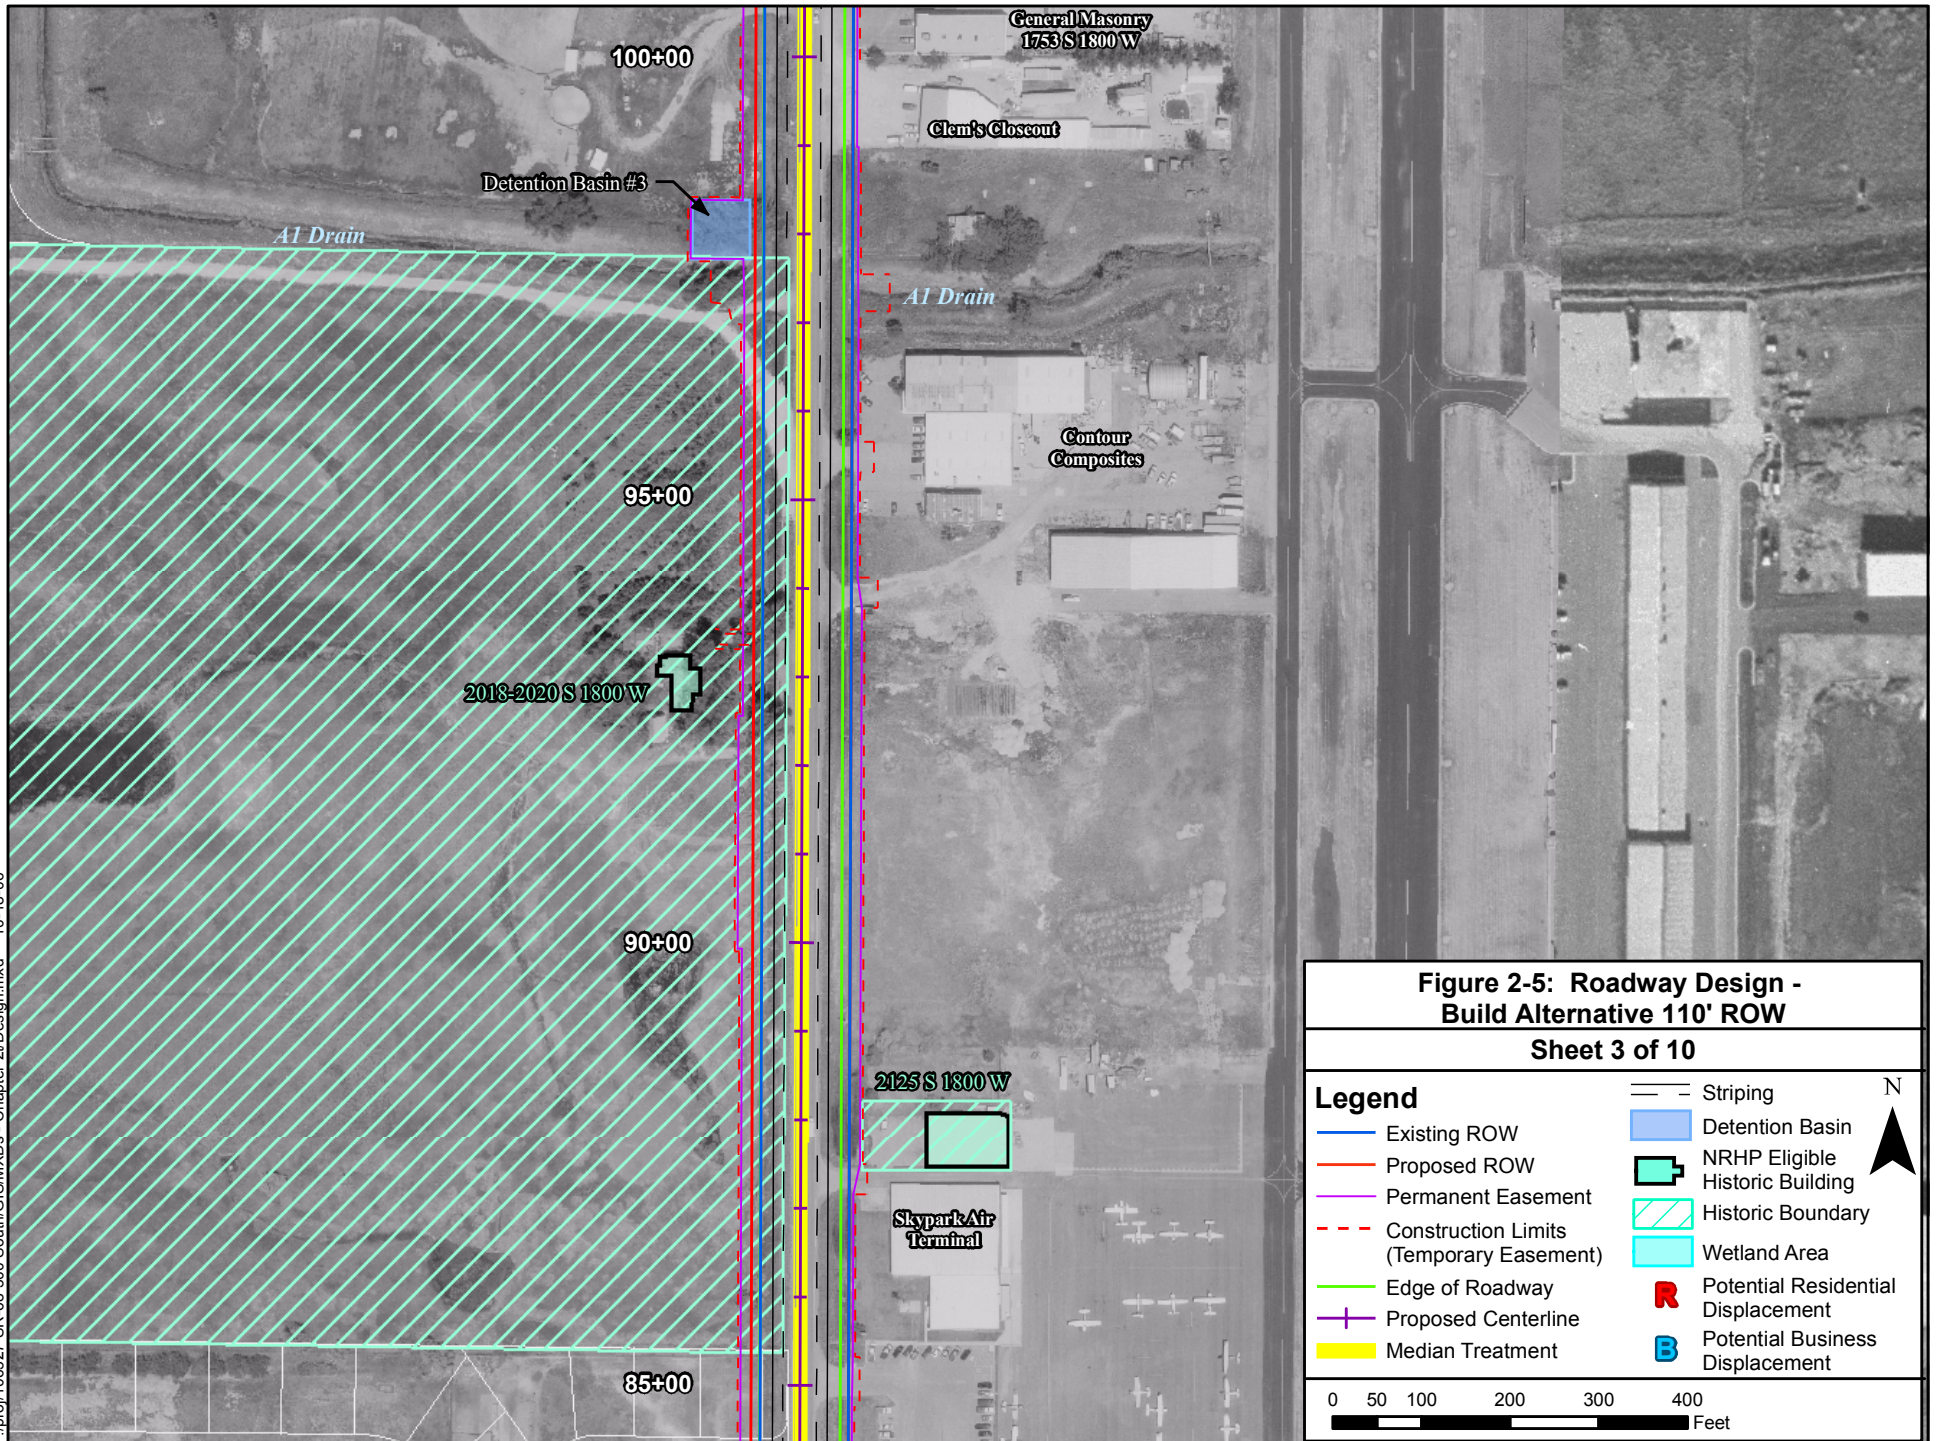 General Masonry
1753 S 1800 W
100+00
Clem's Closeout
Detention Basin #3
A1 Drain
A1 Drain
Contour
Composites
95+00
2018-2020 S 1800 W
90+00
2125 S 1800 W
Skypark Air
Terminal
85+00
Figure 2-5: Roadway Design -
Build Alternative 110' ROW
Sheet 3 of 10
Legend
Existing ROW
Proposed ROW
Permanent Easement
Construction Limits
(Temporary Easement)
Edge of Roadway
Proposed Centerline
Median Treatment
Striping
Detention Basin
NRHP Eligible
Historic Building
Historic Boundary
Wetland Area
R Potential Residential
Displacement
B Potential Business
Displacement
N
0 50 100 200 300 400
Feet